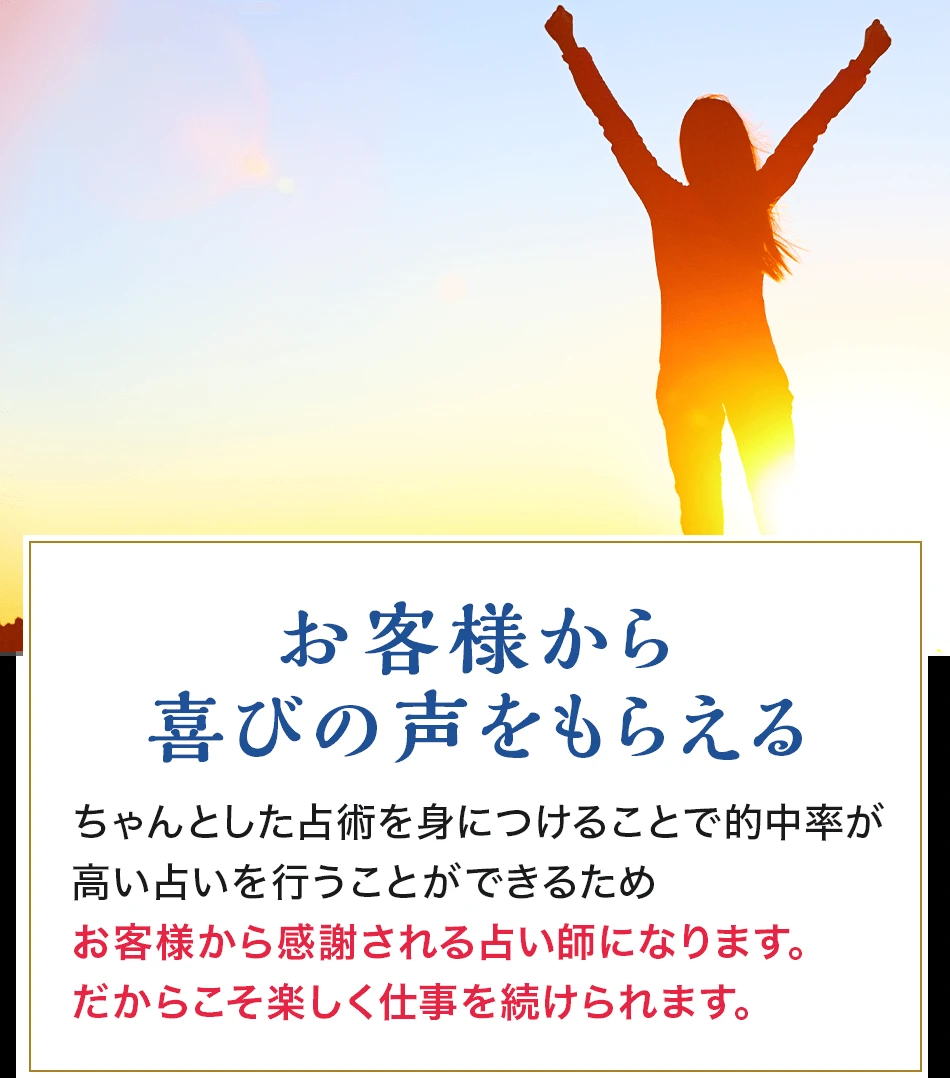 お客様から
喜びの声をもらえる
ちゃんとした占術を身につけることで的中率が
高い占いを行うことができるため
お客様から感謝される占い師になります。
だからこそ楽しく仕事を続けられます。